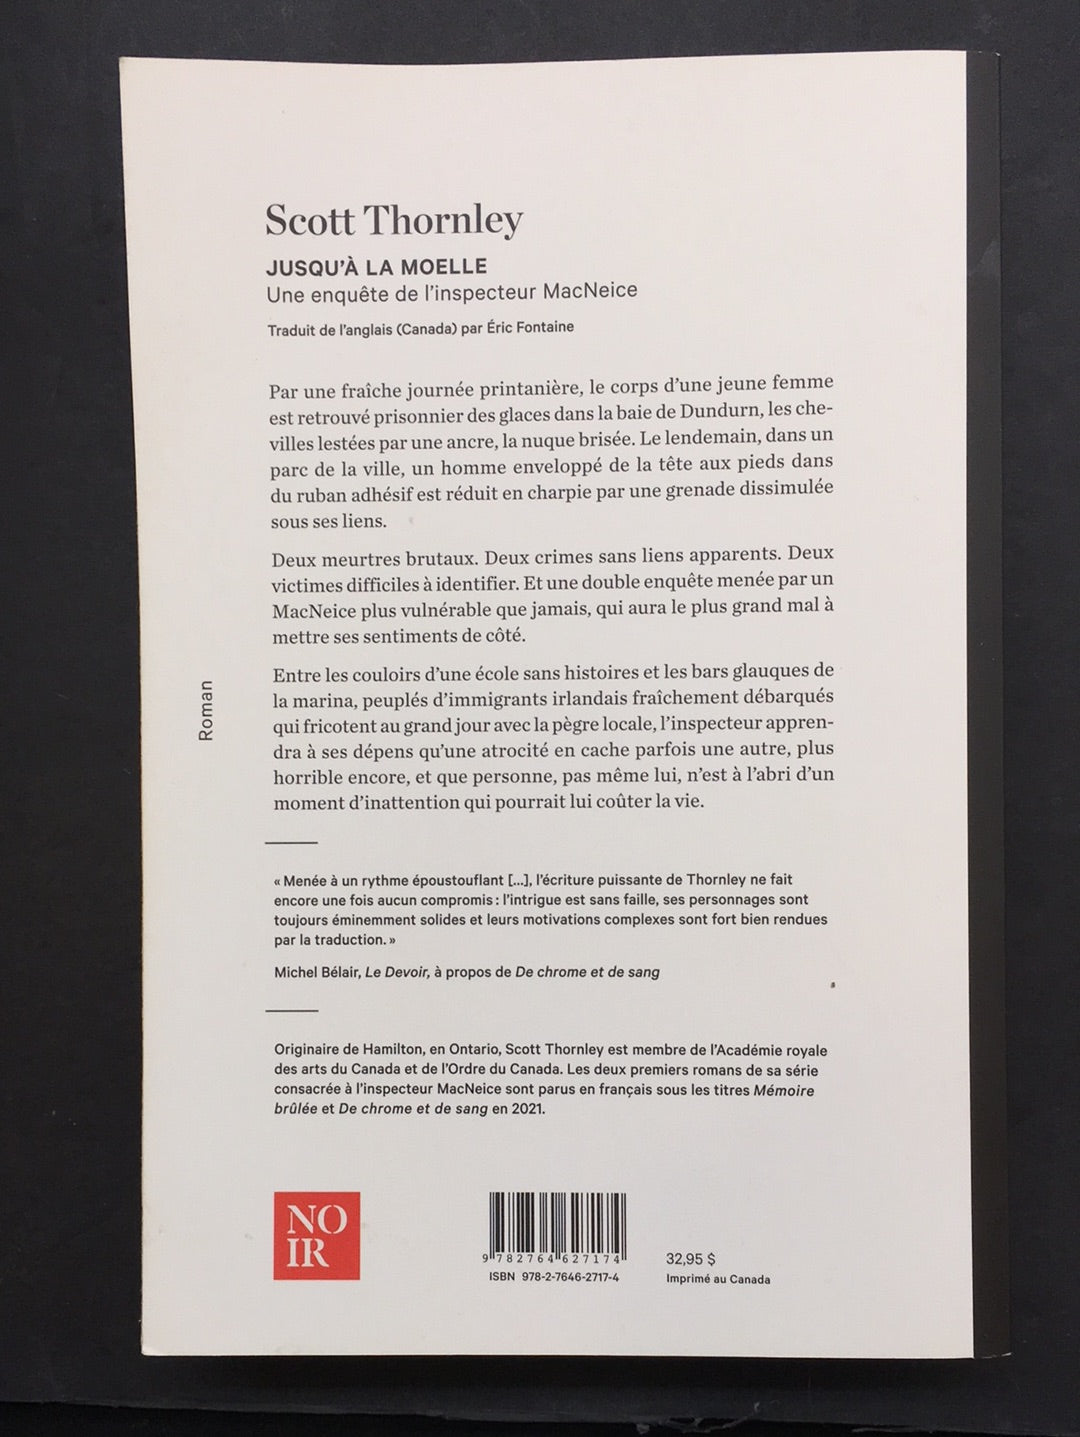 Scott Thornley
JUSQU'À LA MOELLE
Une enquête de l'inspecteur MacNeice
Traduit de l'anglais (Canada) par Éric Fontaine
Par une fraîche journée printanière, le corps d'une jeune femme
est retrouvé prisonnier des glaces dans la baie de Dundurn, les che-
villes lestées par une ancre, la nuque brisée. Le lendemain, dans un
parc de la ville, un homme enveloppé de la tête aux pieds dans
du ruban adhésif est réduit en charpie par une grenade dissimulée
sous ses liens.
Deux meurtres brutaux. Deux crimes sans liens apparents. Deux
victimes difficiles à identifier. Et une double enquête menée par un
MacNeice plus vulnérable que jamais, qui aura le plus grand mal à
mettre ses sentiments de côté.
Entre les couloirs d'une école sans histoires et les bars glauques de
la marina, peuplés d'immigrants irlandais fraîchement débarqués
qui fricotent au grand jour avec la pègre locale, l'inspecteur appren-
dra à ses dépens qu'une atrocité en cache parfois une autre, plus
horrible encore, et que personne, pas même lui, n'est à l'abri d'un
moment d'inattention qui pourrait lui coûter la vie.
Roman
« Menée à un rythme époustouflant [...], l'écriture puissante de Thornley ne fait
encore une fois aucun compromis : l'intrigue est sans faille, ses personnages sont
toujours éminemment solides et leurs motivations complexes sont fort bien rendues
par la traduction. »
Michel Bélair, Le Devoir, à propos de De chrome et de sang
Originaire de Hamilton, en Ontario, Scott Thornley est membre de l'Académie royale
des arts du Canada et de l'Ordre du Canada. Les deux premiers romans de sa série
consacrée à l'inspecteur MacNeice sont parus en français sous les titres Mémoire
brûlée et De chrome et de sang en 2021.
NO
IR
9 782764 627174
ISBN 978-2-7646-2717-4
32,95 $
Imprimé au Canada